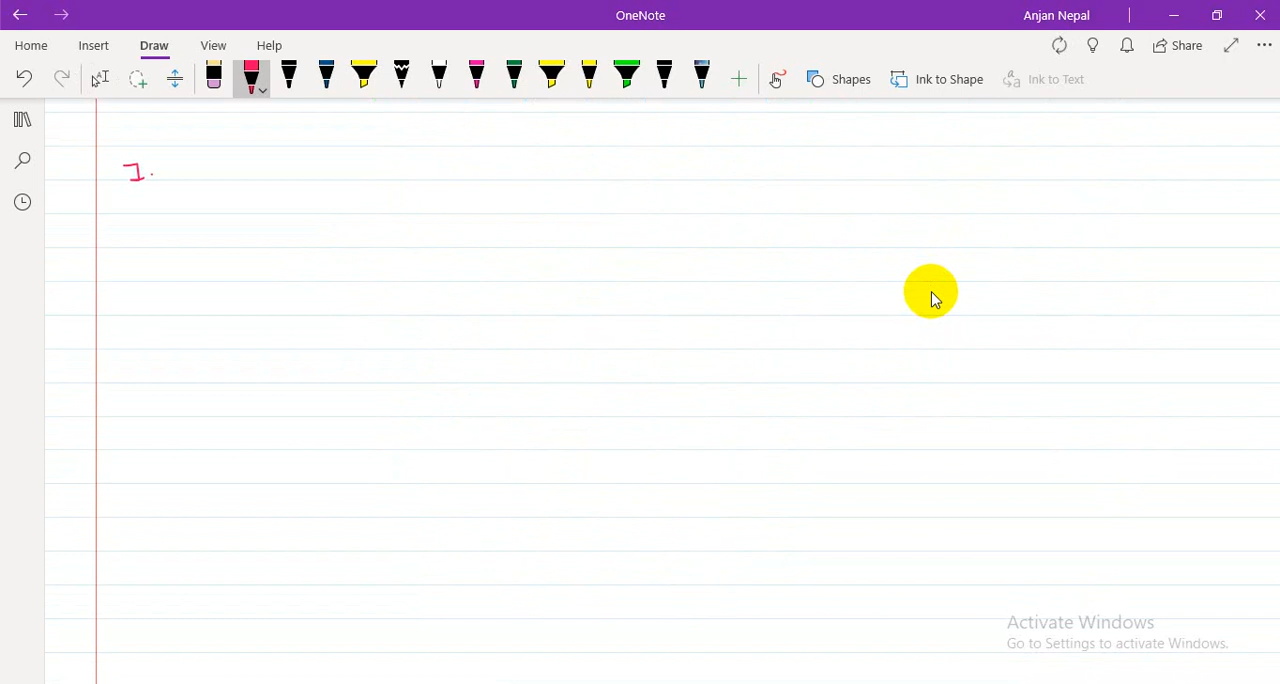 OneNote
Anjan Nepal
Home Insert Draw View Help
Share
Shapes
Ink to Shape
Ink to Text
I.
Activate Windows
Go to Settings to activate Windows.